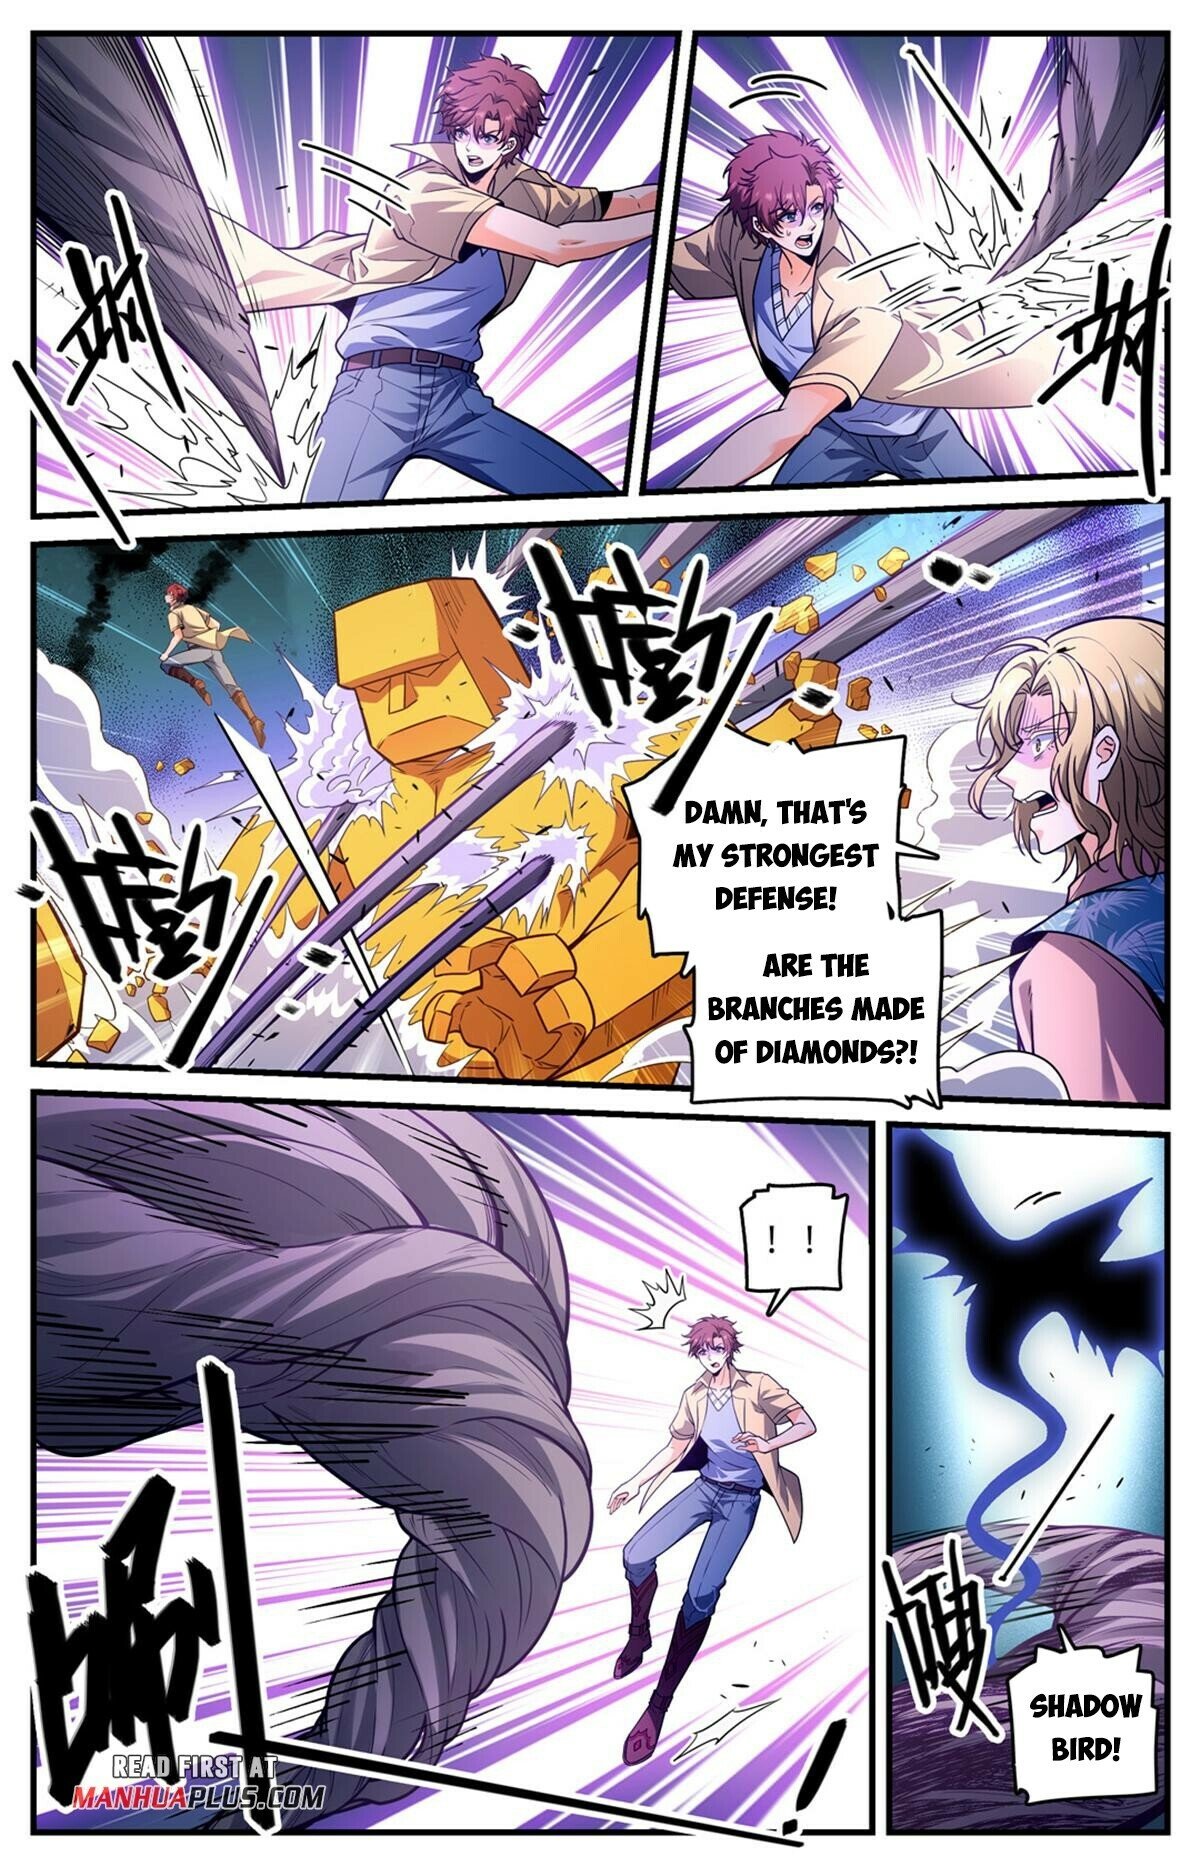 DAMN, THAT'S
MY STRONGEST
DEFENSE!
ARE THE
BRANCHES MADE
OF DIAMONDS?!
! !
SHADOW
BIRD!
READ FIRST AT
MANHUAPLUS.COM